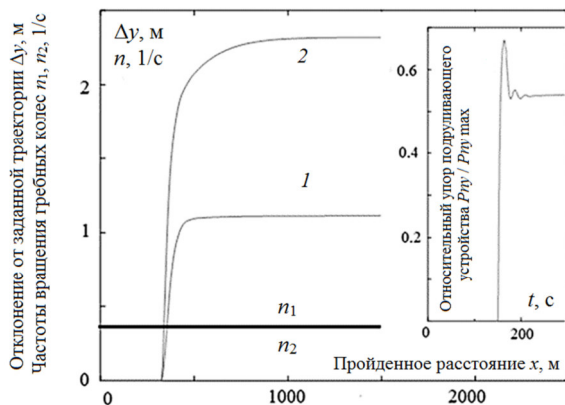 Отклонение от заданной траектории Δy, м
Частоты вращения гребных колес n₁, n₂, 1/с
Δy, м
n, 1/с
2
1
0
2
1
n₁
n₂
0
500
1000
2000
2500
Пройденное расстояние x, м
Относительный упор подруливающего
устройства Pпу / Pпу max
0.6
0.4
0.2
0
200
t, с